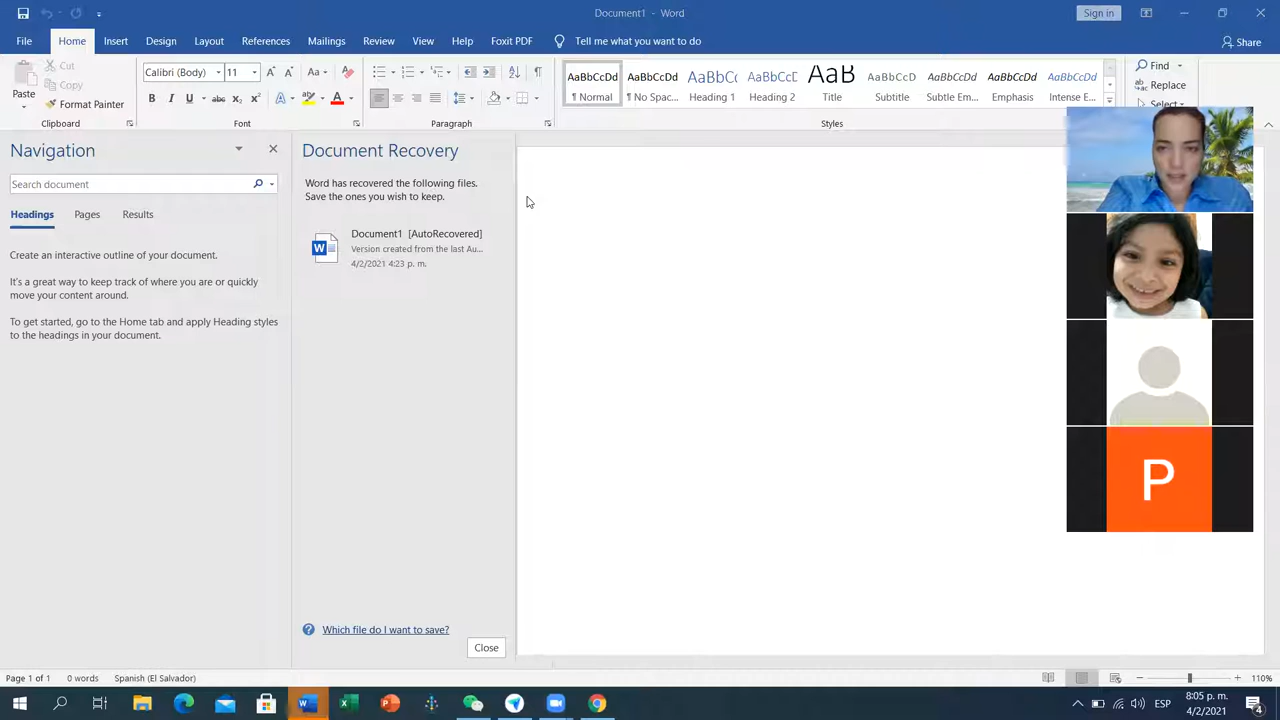 Document1 - Word
Sign in
File Home Insert Design Layout References Mailings Review View Help Foxit PDF Tell me what you want to do Share
Cut
Copy
Paste
Format Painter
Clipboard
Calibri (Body) 11
Font
Paragraph
AaBbCcDd AaBbCcDd AaBbC AaBbCcE AaB AaBbCcD AaBbCcDd AaBbCcDd AaBbCcDd
¶ Normal ¶ No Spac... Heading 1 Heading 2 Title Subtitle Subtle Em... Emphasis Intense E...
Styles
Find
Replace
Select
Navigation
Search document
Headings Pages Results
Create an interactive outline of your document.
It's a great way to keep track of where you are or quickly
move your content around.
To get started, go to the Home tab and apply Heading styles
to the headings in your document.
Document Recovery
Word has recovered the following files.
Save the ones you wish to keep.
Document1 [AutoRecovered]
Version created from the last Au...
4/2/2021 4:23 p. m.
Which file do I want to save?
Close
P
Page 1 of 1 0 words Spanish (El Salvador) 110%
ESP
8:05 p. m.
4/2/2021